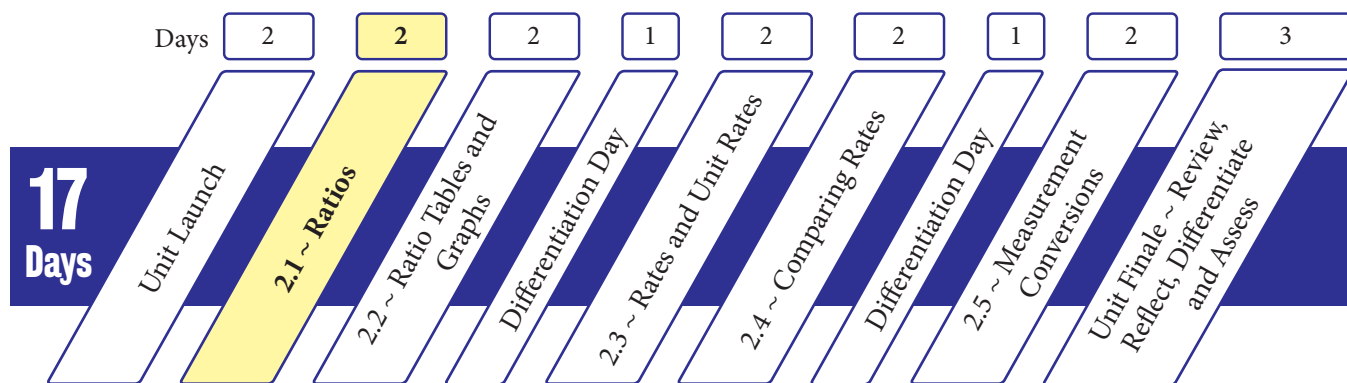 Days 2 2 2 1 2 2 1 2 3
17
Days
Unit Launch
2.1 ~ Ratios
2.2 ~ Ratio Tables and
Graphs
Differentiation Day
2.3 ~ Rates and Unit Rates
2.4 ~ Comparing Rates
Differentiation Day
2.5 ~ Measurement
Conversions
Unit Finale ~ Review,
Reflect, Differentiate
and Assess